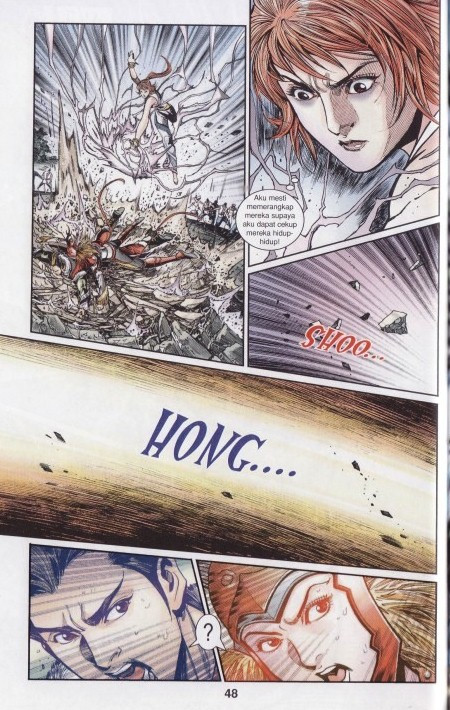 Aku mesti
memerangkap
mereka supaya
aku dapat cekup
mereka hidup-
hidup!
SHOO...
HONG....
?
48